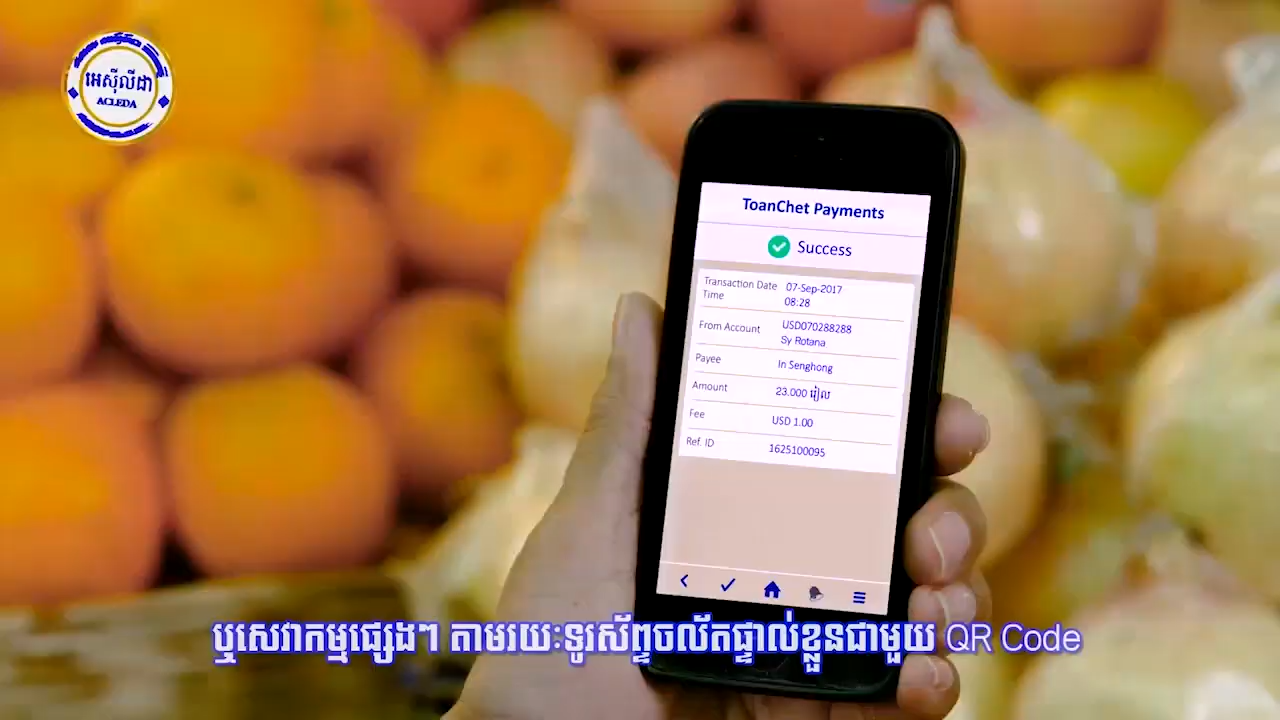 អេស៊ីលីដា
ACLEDA
ToanChet Payments
Success
Transaction Date Time 07-Sep-2017 08:28
From Account USD070288288 Sy Rotana
Payee In Senghong
Amount 23.000 រៀល
Fee USD 1.00
Ref. ID 1625100095
ឬសេវាកម្មផ្សេងៗ តាមរយៈទូរស័ព្ទចល័តផ្ទាល់ខ្លួនជាមួយ QR Code